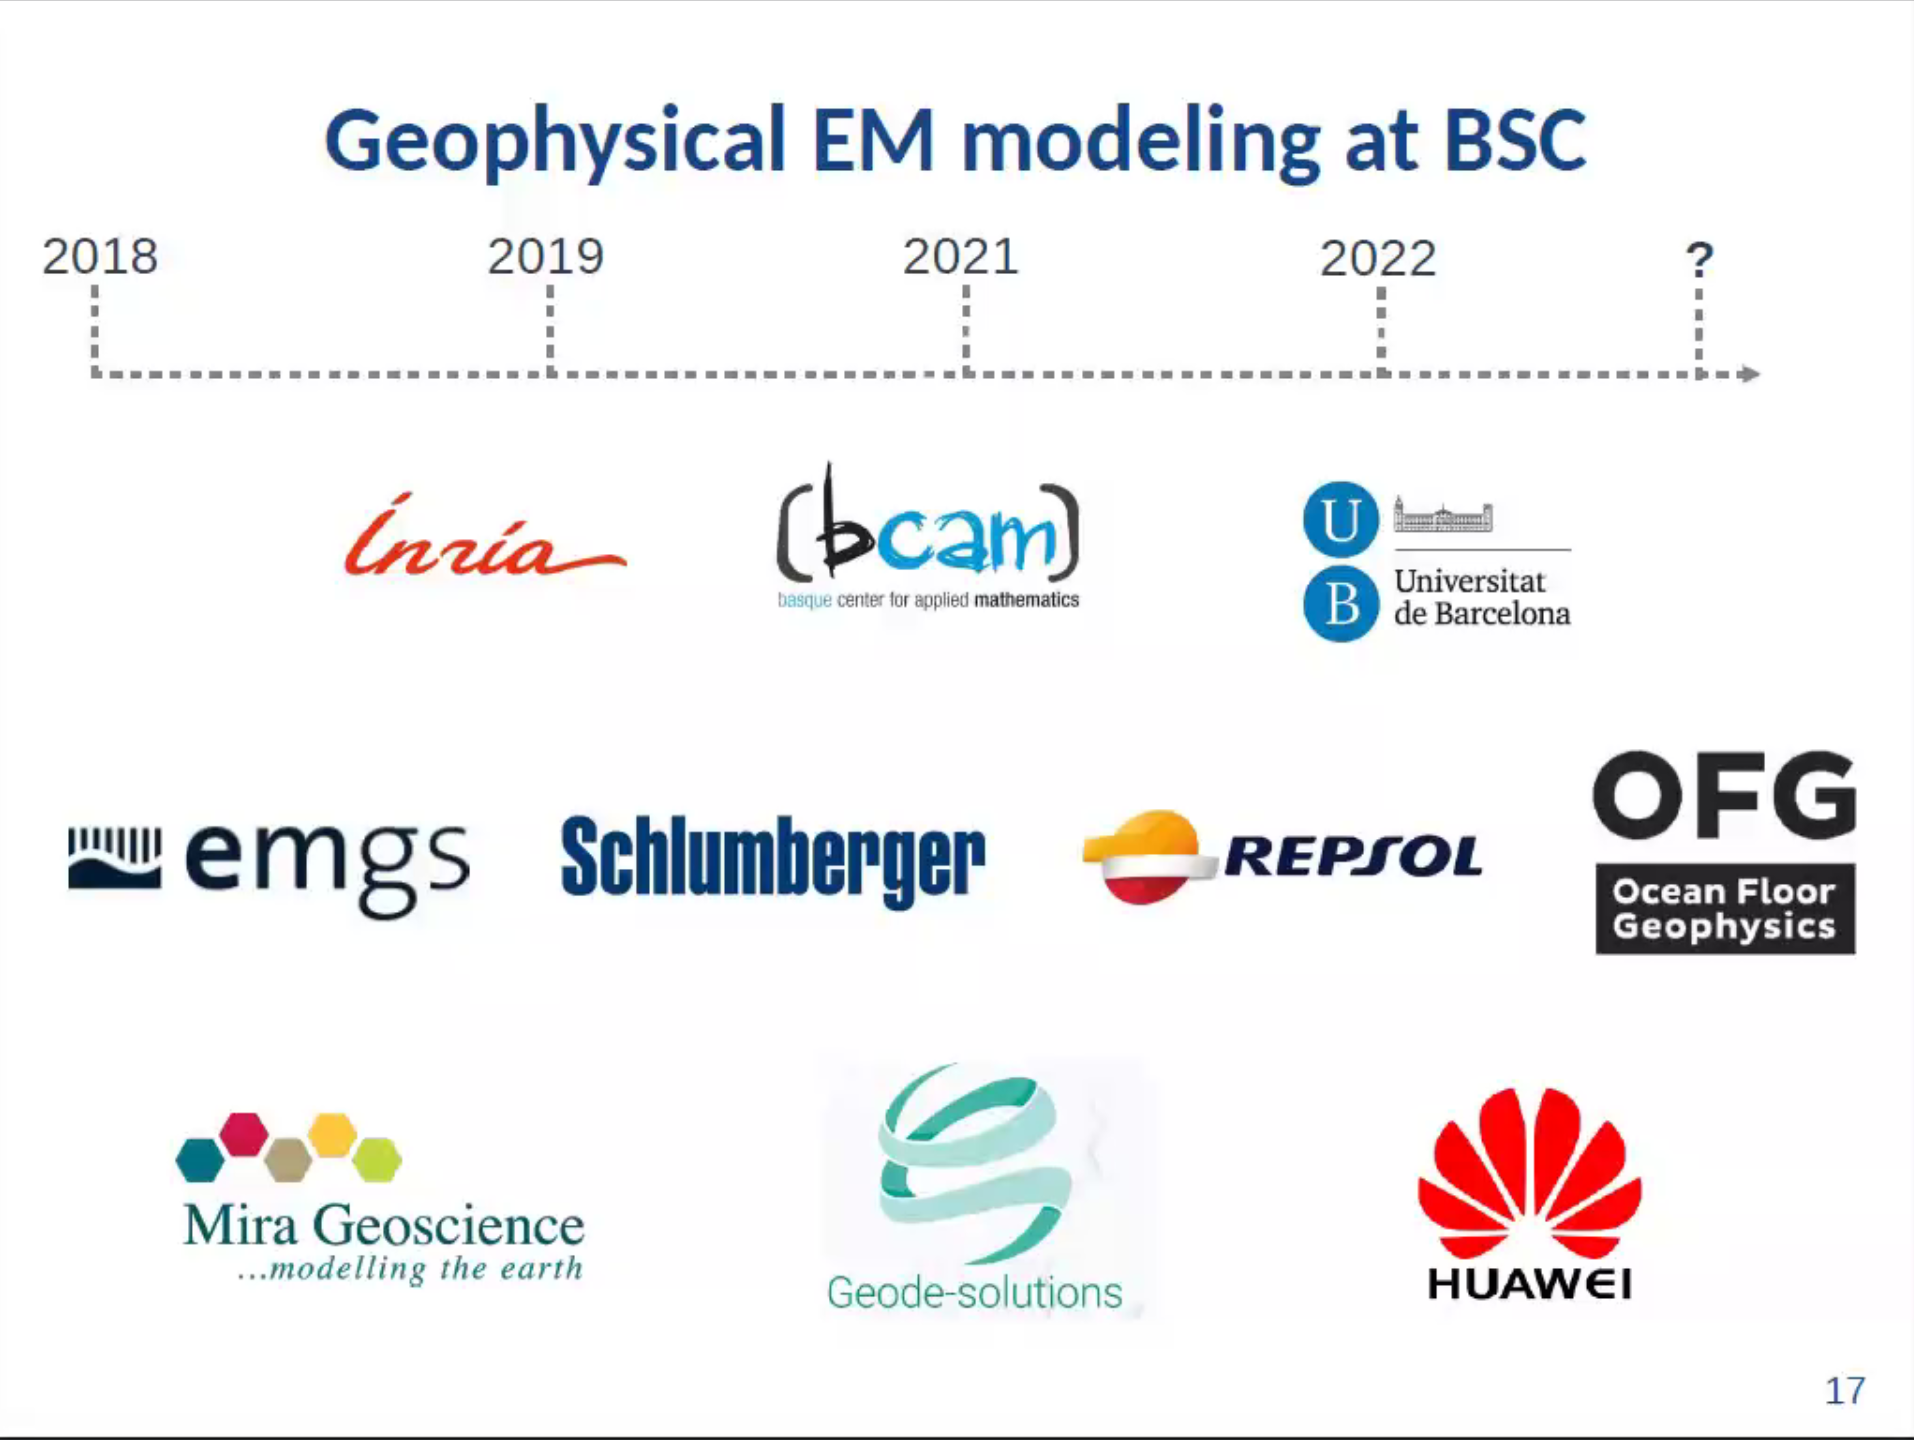 Geophysical EM modeling at BSC
2018 2019 2021 2022 ?
Inria
(bcam)
basque center for applied mathematics
U
B
Universitat
de Barcelona
emgs
Schlumberger
REPSOL
OFG
Ocean Floor
Geophysics
Mira Geoscience
...modelling the earth
Geode-solutions
HUAWEI
17